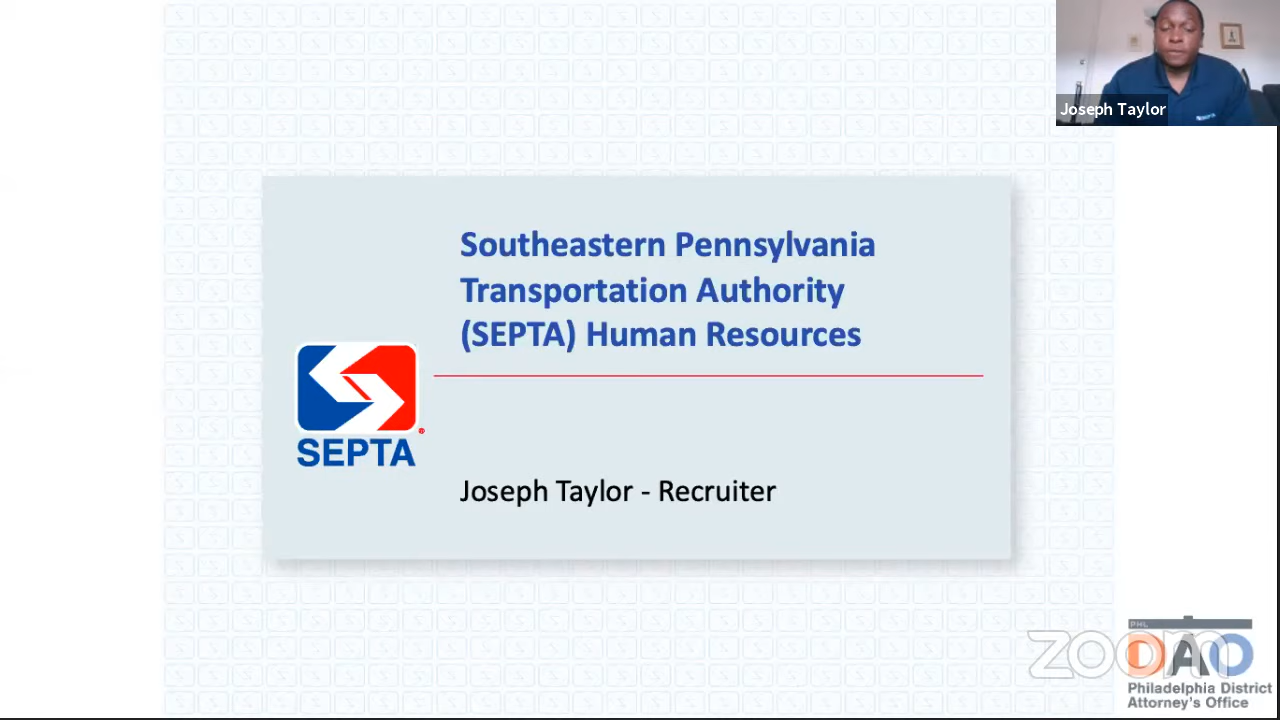 Joseph Taylor
Southeastern Pennsylvania
Transportation Authority
(SEPTA) Human Resources
SEPTA
Joseph Taylor - Recruiter
zoom
PHL
DAO
Philadelphia District
Attorney's Office